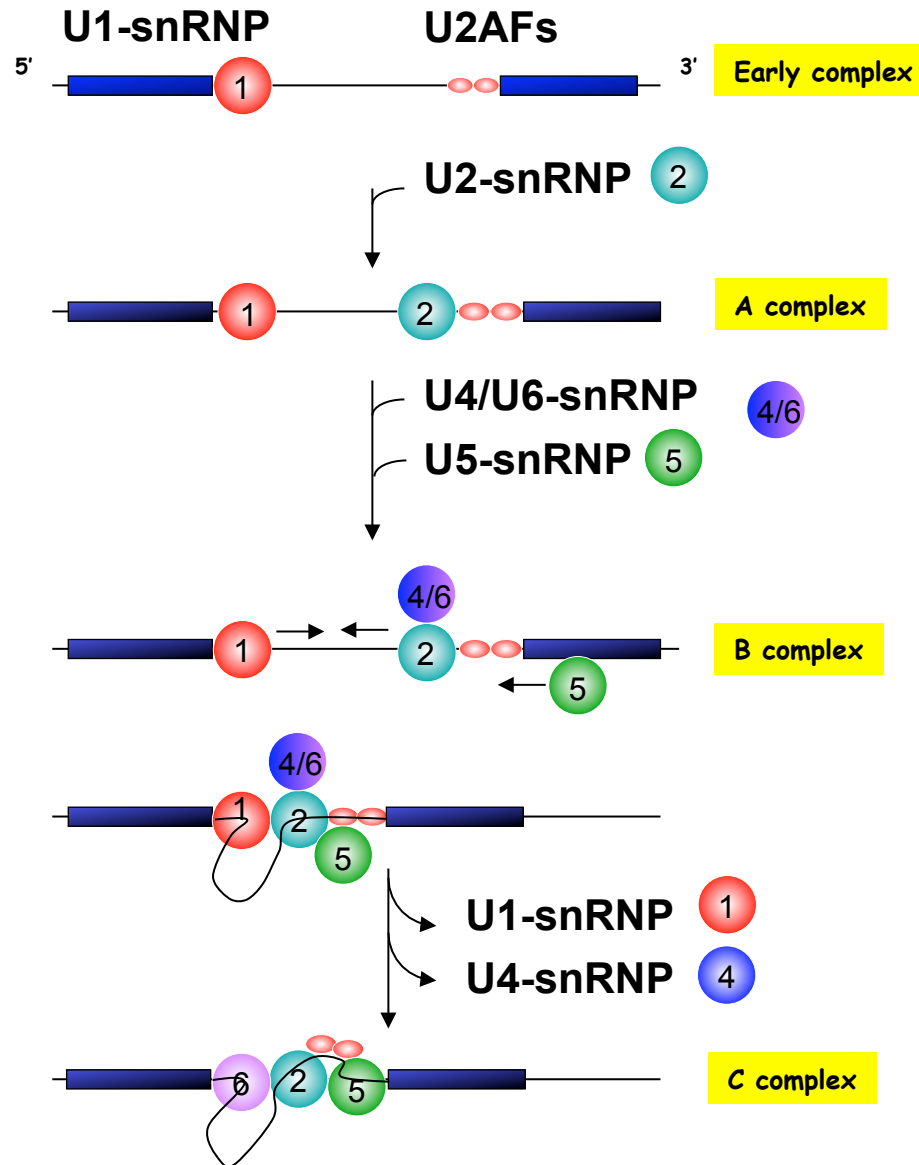 U1-snRNP U2AFs
5’ 3’ Early complex
1
U2-snRNP 2
1 2 A complex
U4/U6-snRNP 4/6
U5-snRNP 5
4/6
1 2 B complex
5
4/6
1 2
5
U1-snRNP 1
U4-snRNP 4
6 2 5 C complex